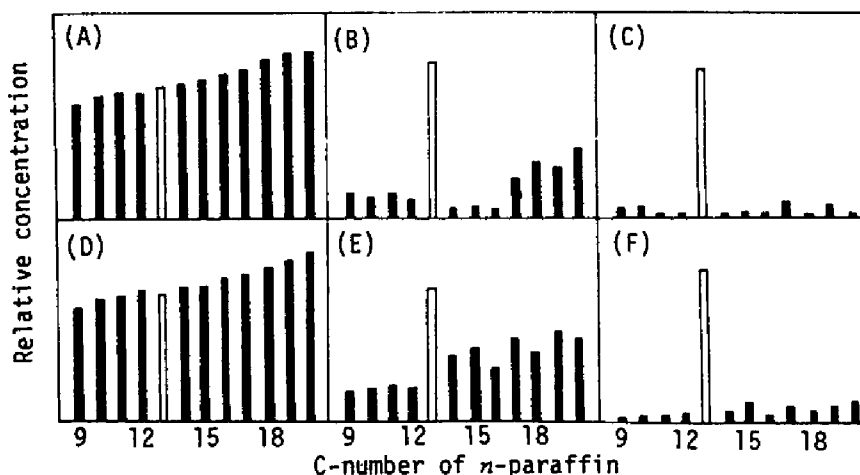 (A) (B) (C)
(D) (E) (F)
Relative concentration
9 12 15 18 9 12 15 18 9 12 15 18
C-number of n-paraffin